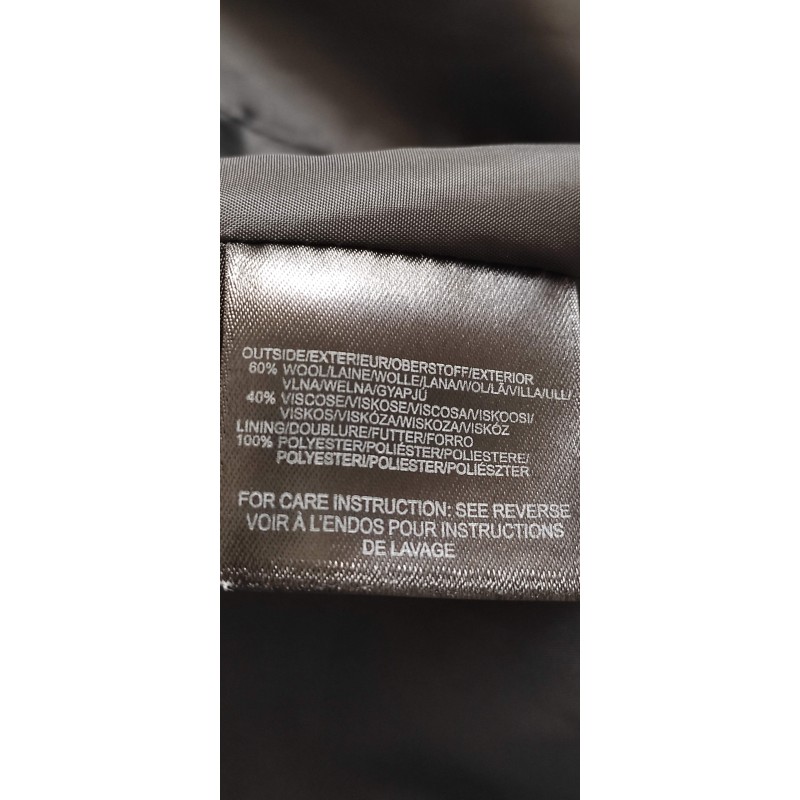 OUTSIDE/EXTERIEUR/OBERSTOFF/EXTERIOR
60% WOOL/LAINE/WOLLE/LANA/WOL/LÃ/VILLA/ULL/
VLNA/WELNA/GYAPJÚ
40% VISCOSE/VISKOSE/VISCOSA/VISKOOSI/
VISKOS/VISKÓZA/WISKOZA/VISKÓZ
LINING/DOUBLURE/FUTTER/FORRO
100% POLYESTER/POLIÉSTER/POLIESTERE/
POLYESTERI/POLIESTER/POLIÉSZTER
FOR CARE INSTRUCTION: SEE REVERSE
VOIR À L'ENDOS POUR INSTRUCTIONS
DE LAVAGE